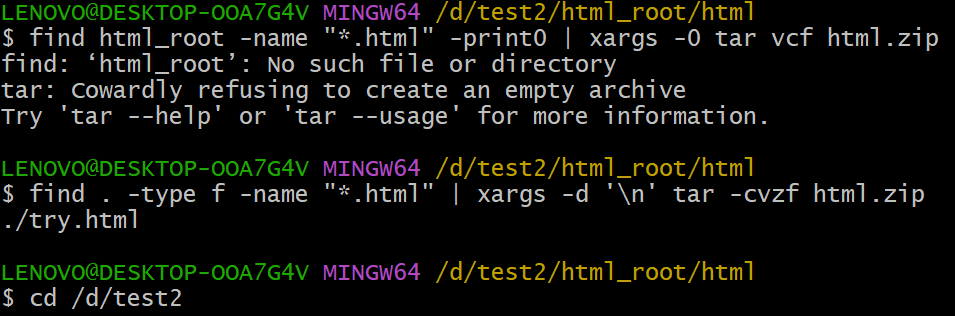 LENOVO@DESKTOP-OOA7G4V MINGW64 /d/test2/html_root/html
$ find html_root -name "*.html" -print0 | xargs -0 tar vcf html.zip
find: ‘html_root’: No such file or directory
tar: Cowardly refusing to create an empty archive
Try 'tar --help' or 'tar --usage' for more information.
LENOVO@DESKTOP-OOA7G4V MINGW64 /d/test2/html_root/html
$ find . -type f -name "*.html" | xargs -d '\n' tar -cvzf html.zip
./try.html
LENOVO@DESKTOP-OOA7G4V MINGW64 /d/test2/html_root/html
$ cd /d/test2